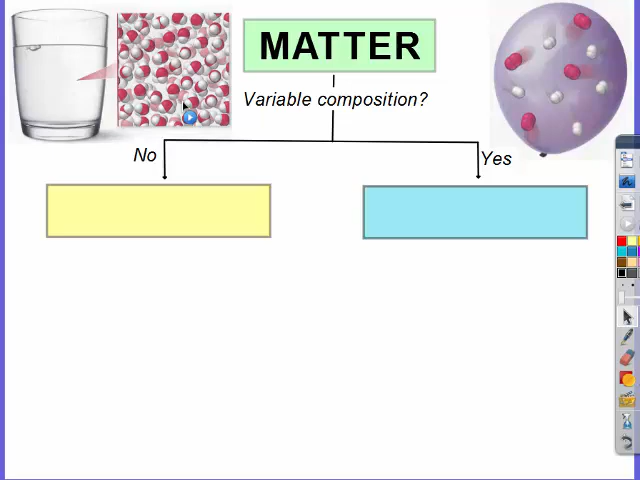 MATTER
Variable composition?
No
Yes